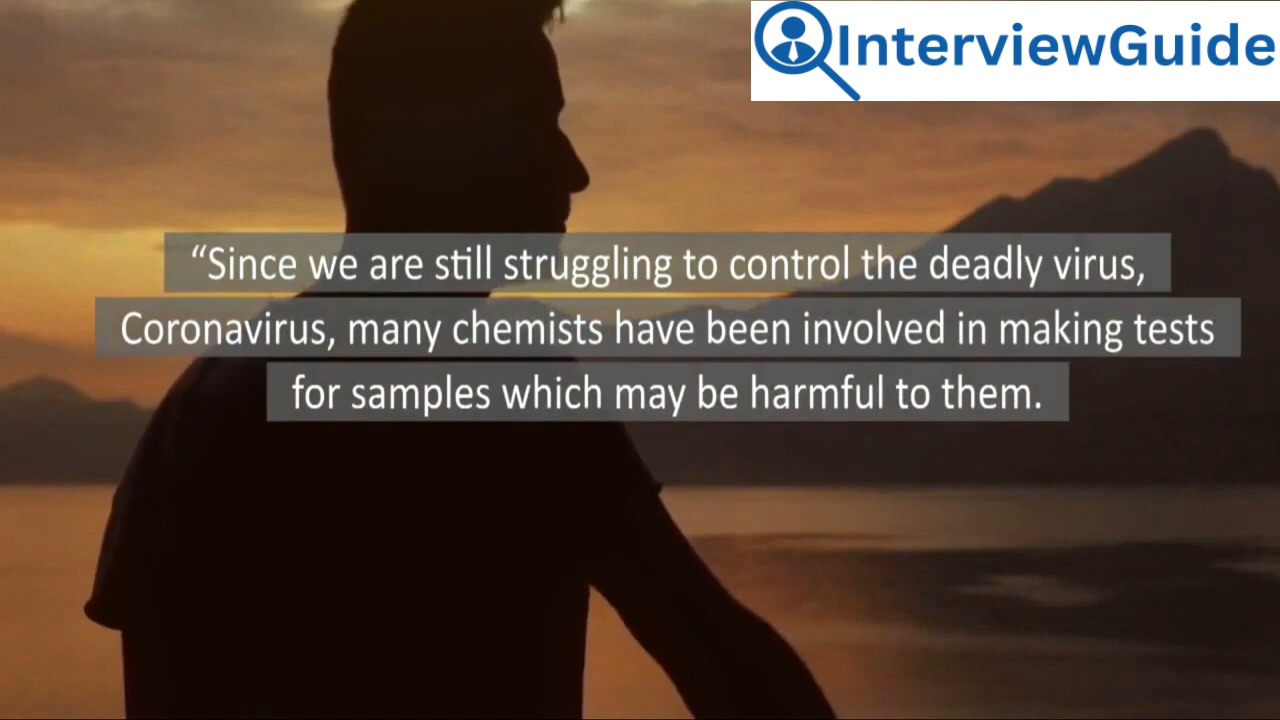 InterviewGuide
“Since we are still struggling to control the deadly virus,
Coronavirus, many chemists have been involved in making tests
for samples which may be harmful to them.